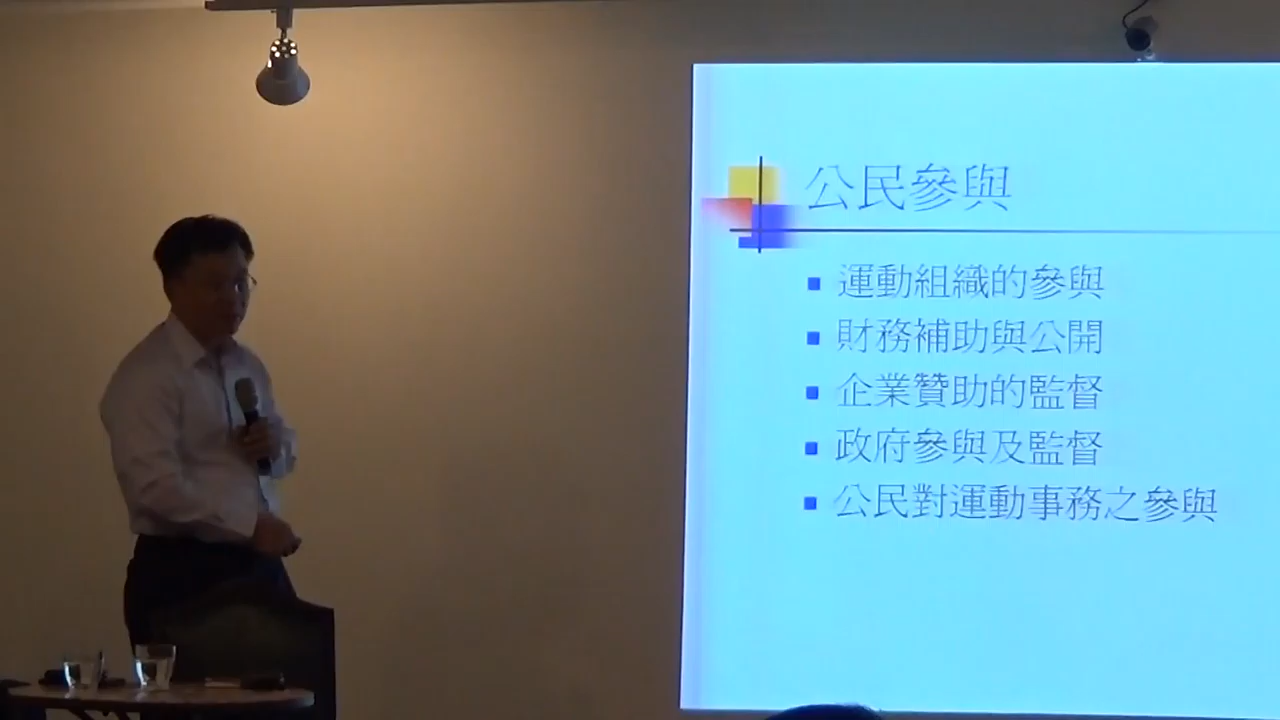 公民參與
運動組織的參與
財務補助與公開
企業贊助的監督
政府參與及監督
公民對運動事務之參與